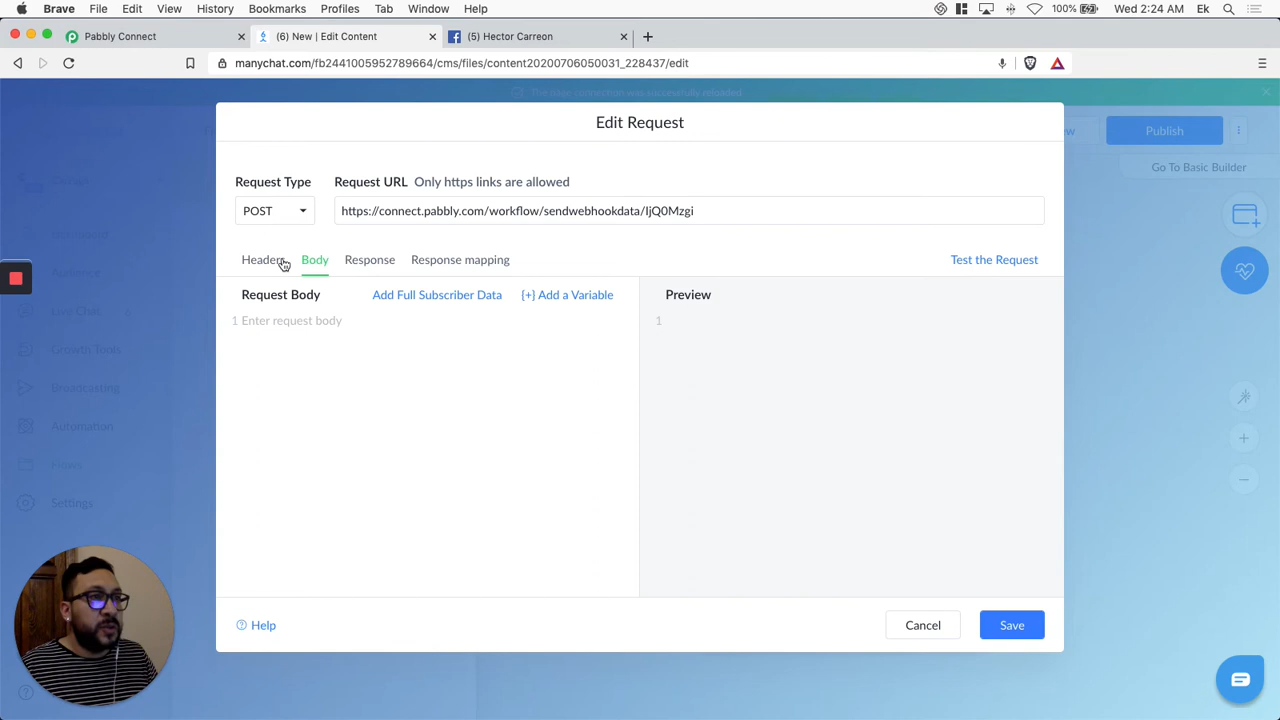 Brave File Edit View History Bookmarks Profiles Tab Window Help 100% Wed 2:24 AM Ek
Pabbly Connect
(6) New | Edit Content
(5) Hector Carreon
manychat.com/fb2441005952789664/cms/files/content20200706050031_228437/edit
The page connection was successfully reloaded
Edit Request
Publish
Go To Basic Builder
Request Type
Request URL Only https links are allowed
POST
https://connect.pabbly.com/workflow/sendwebhookdata/IjQ0Mzgi
Headers
Body
Response
Response mapping
Test the Request
Request Body
Add Full Subscriber Data
{+} Add a Variable
Preview
1 Enter request body
1
Audience
Live Chat
Growth Tools
Broadcasting
Automation
Flows
Settings
Help
Cancel
Save